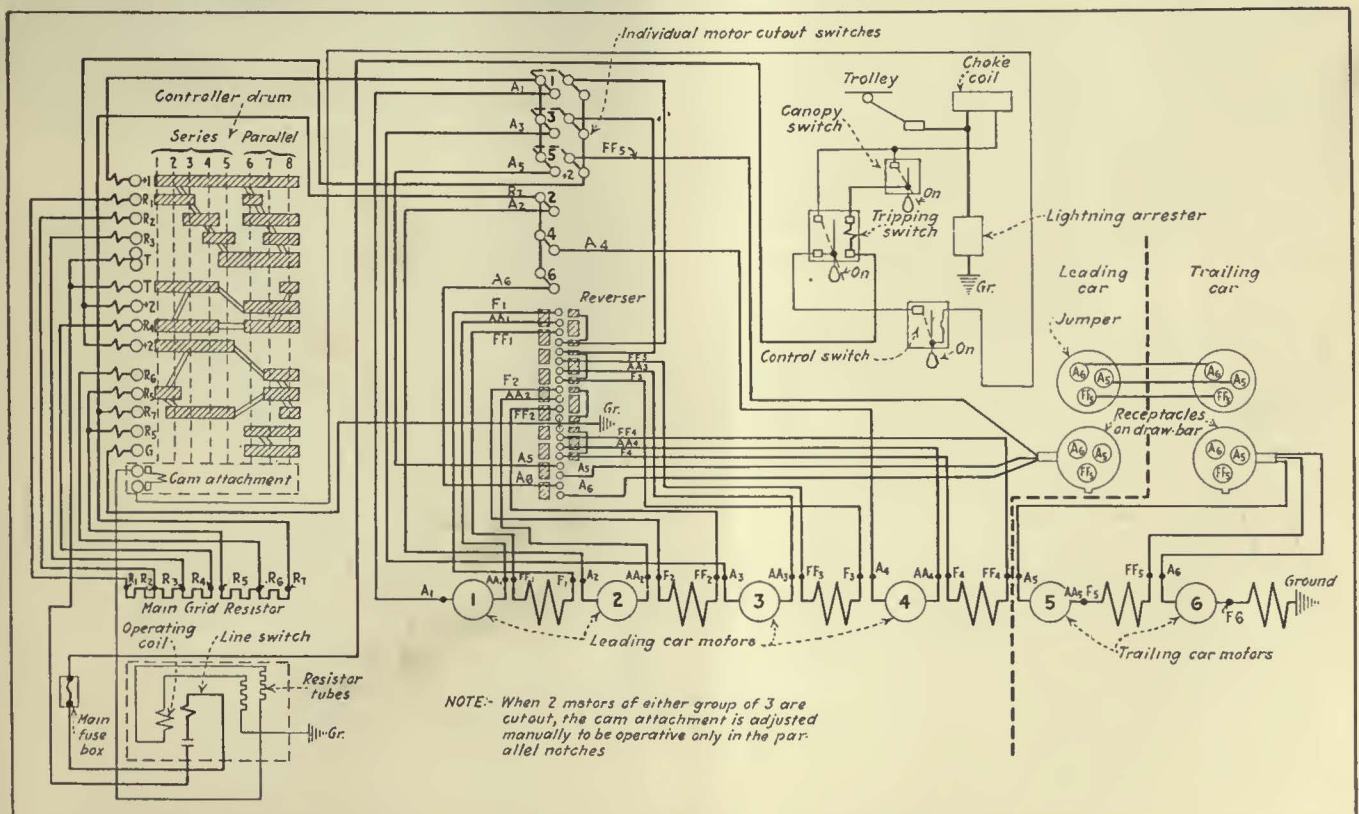 Individual motor cutout switches
Controller drum
Series Parallel
1 2 3 4 5 6 7 8
+1
R1
R2
R3
T
T
+2
R4
+2
R6
R5
R7
R5
G
Cam attachment
A1
1
A3
3
A5
5
+2
FF5
R7
A2
2
4
A4
6
A6
Reverser
F1
AA1
FF1
FF3
AA3
F3
F2
AA2
FF2
Gr.
FF4
AA4
F4
A5
A5
A6
Trolley
Choke
coil
Canopy
switch
On
Tripping
switch
On
Lightning arrester
Gr.
Control switch
On
Leading
car
Trailing
car
Jumper
A6 A5
FF5
A6 A5
FF5
Receptacles
on draw-bar
A6 A5
FF5
A6 A5
FF5
R1 R2 R3 R4 R5 R6 R7
Main Grid Resistor
A1 1 AA1 FF1 F1 A2 2 AA2 F2 FF2 A3 3 AA3 FF3 F3 A4 4 AA4 F4 FF4 A5 5 AA5 F5 FF5 A6 6 F6 Ground
Leading car motors
Trailing car motors
Operating
coil
Line switch
Resistor
tubes
Gr.
Main
fuse
box
NOTE:- When 2 motors of either group of 3 are
cutout, the cam attachment is adjusted
manually to be operative only in the par-
allel notches